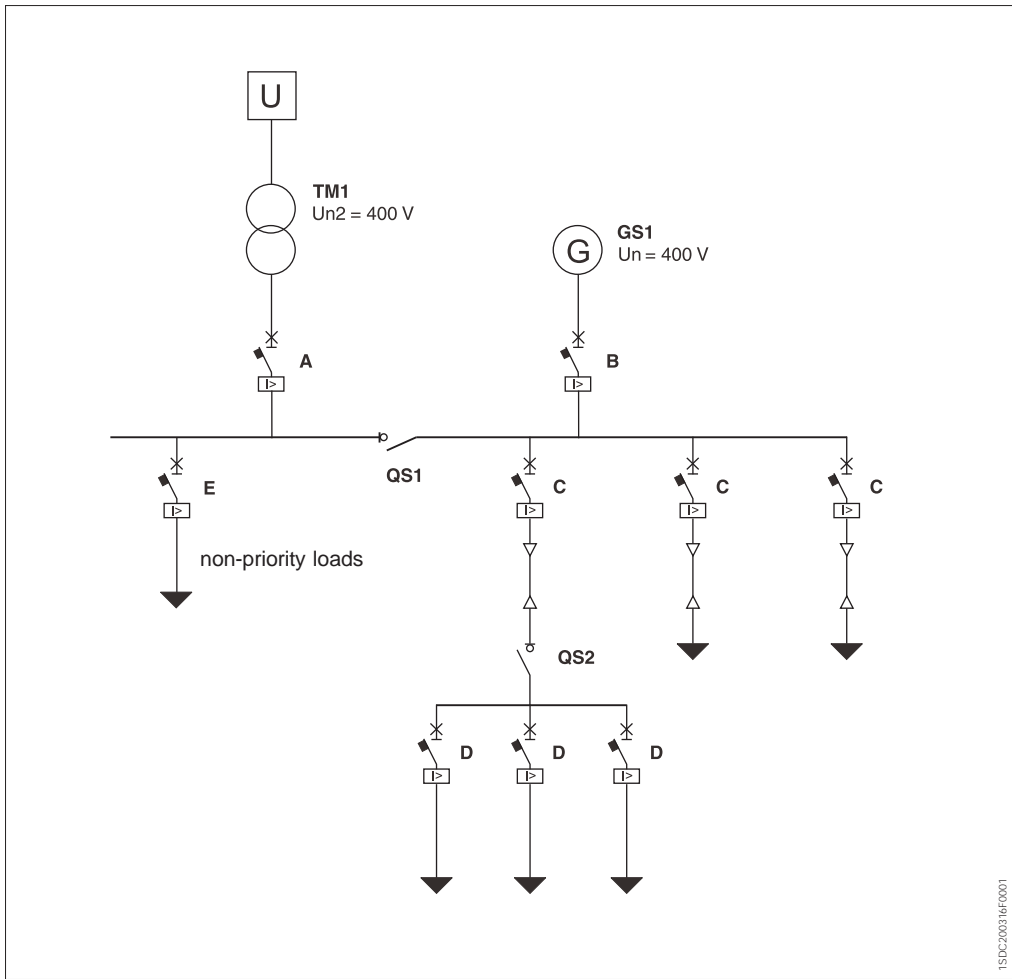 U
TM1
Un2 = 400 V
GS1
Un = 400 V
G
A
I>
B
I>
QS1
E
I>
C
I>
C
I>
C
I>
non-priority loads
QS2
D
I>
D
I>
D
I>
1SDC200316F0001